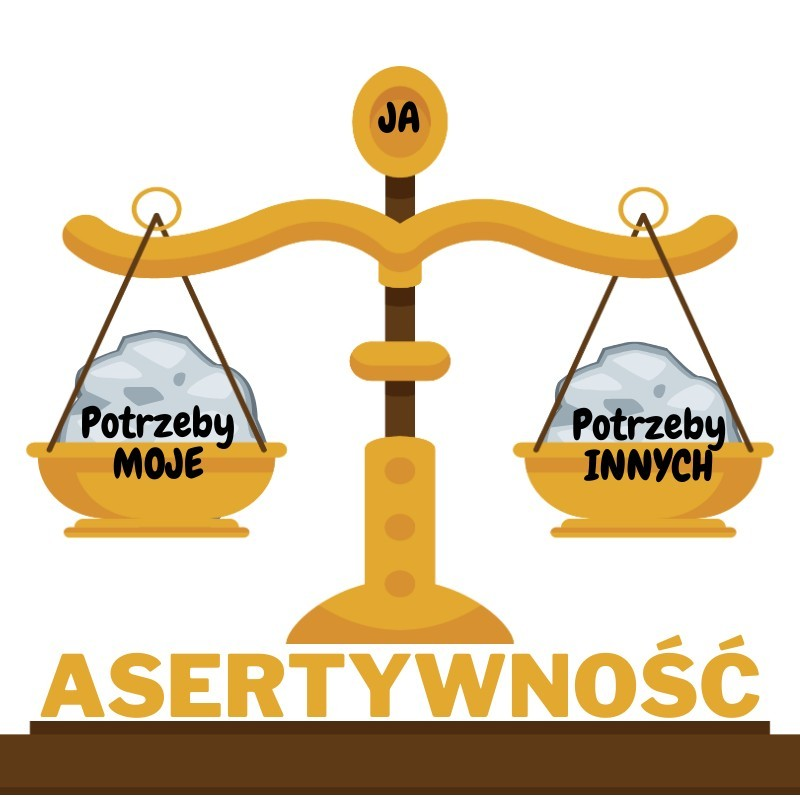 JA
Potrzeby
MOJE
Potrzeby
INNYCH
ASERTYWNOŚĆ